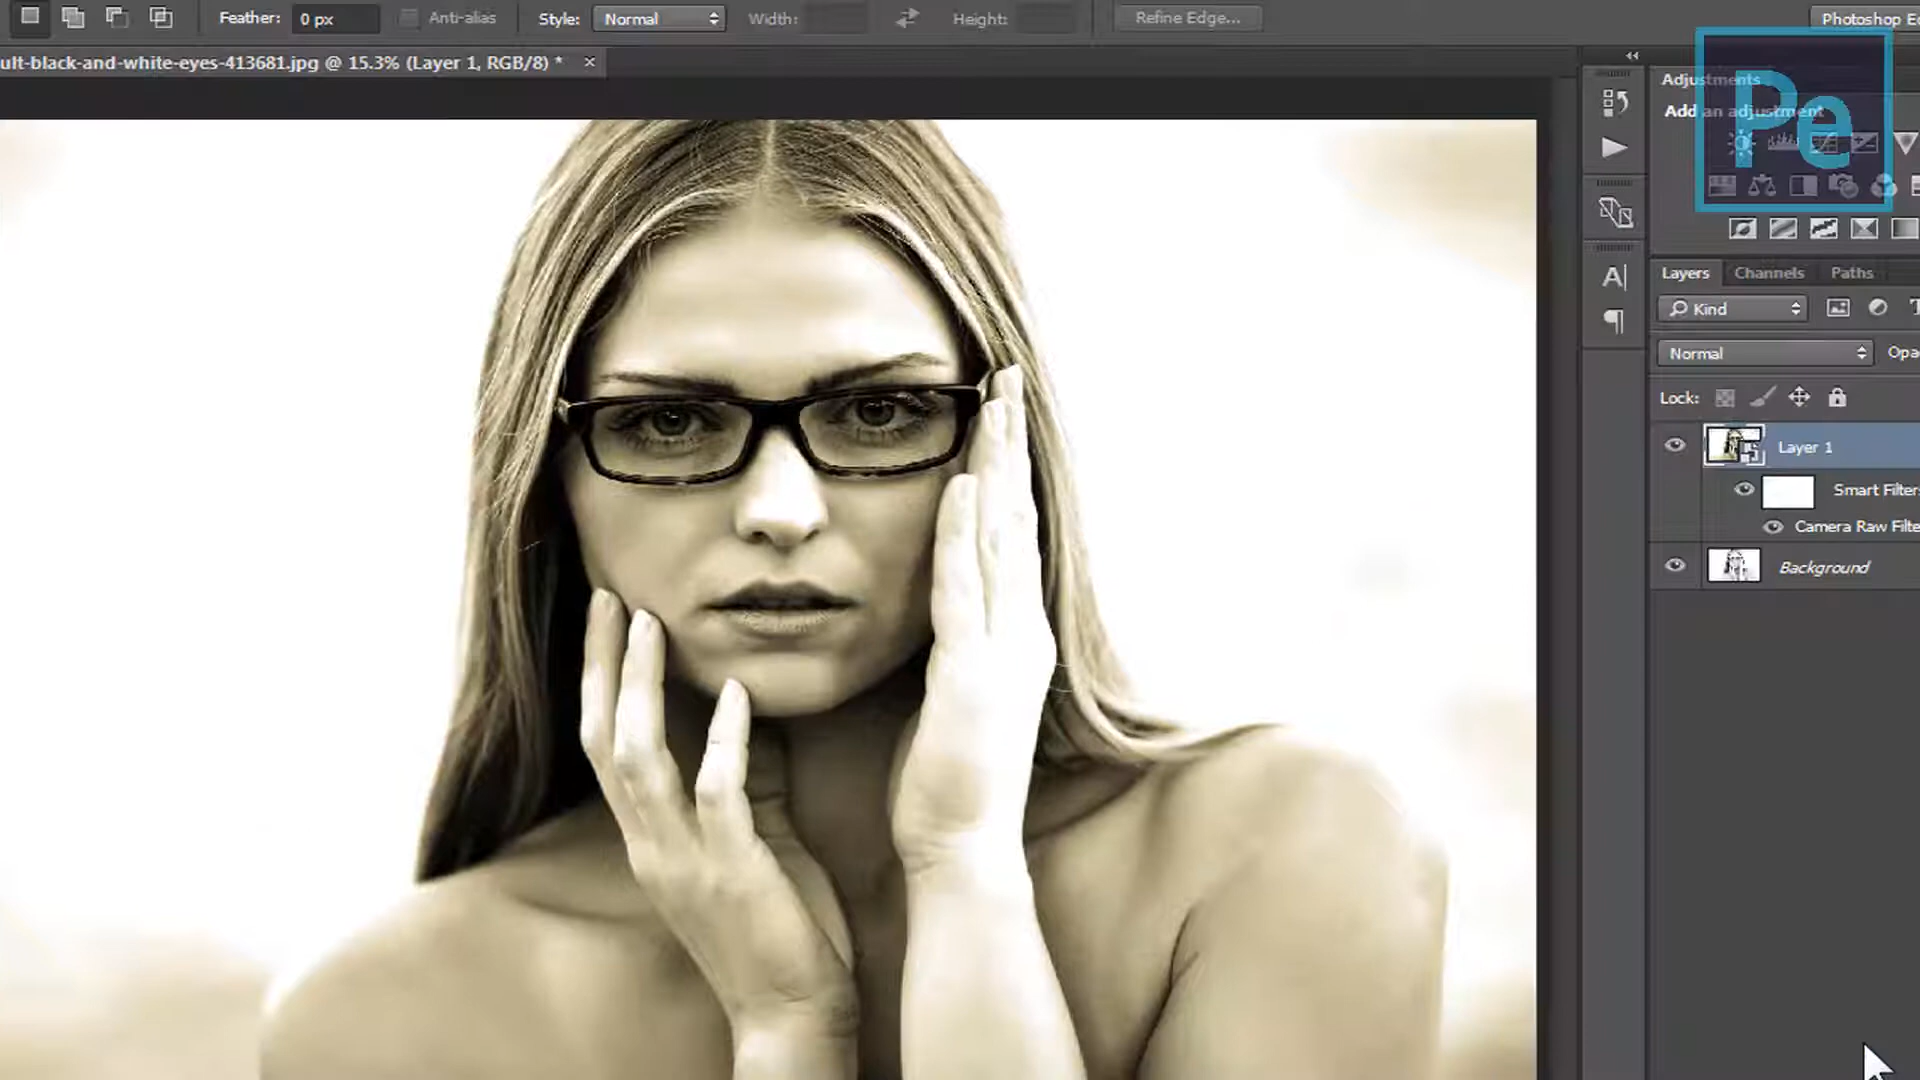 Feather: 0 px Anti-alias Style: Normal Width: Height: Refine Edge... Photoshop
ult-black-and-white-eyes-413681.jpg @ 15.3% (Layer 1, RGB/8) * ×
Adjustments
Add an adjustment
Pe
Layers Channels Paths
Kind
Normal Opa
Lock:
Layer 1
Smart Filters
Camera Raw Filte
Background